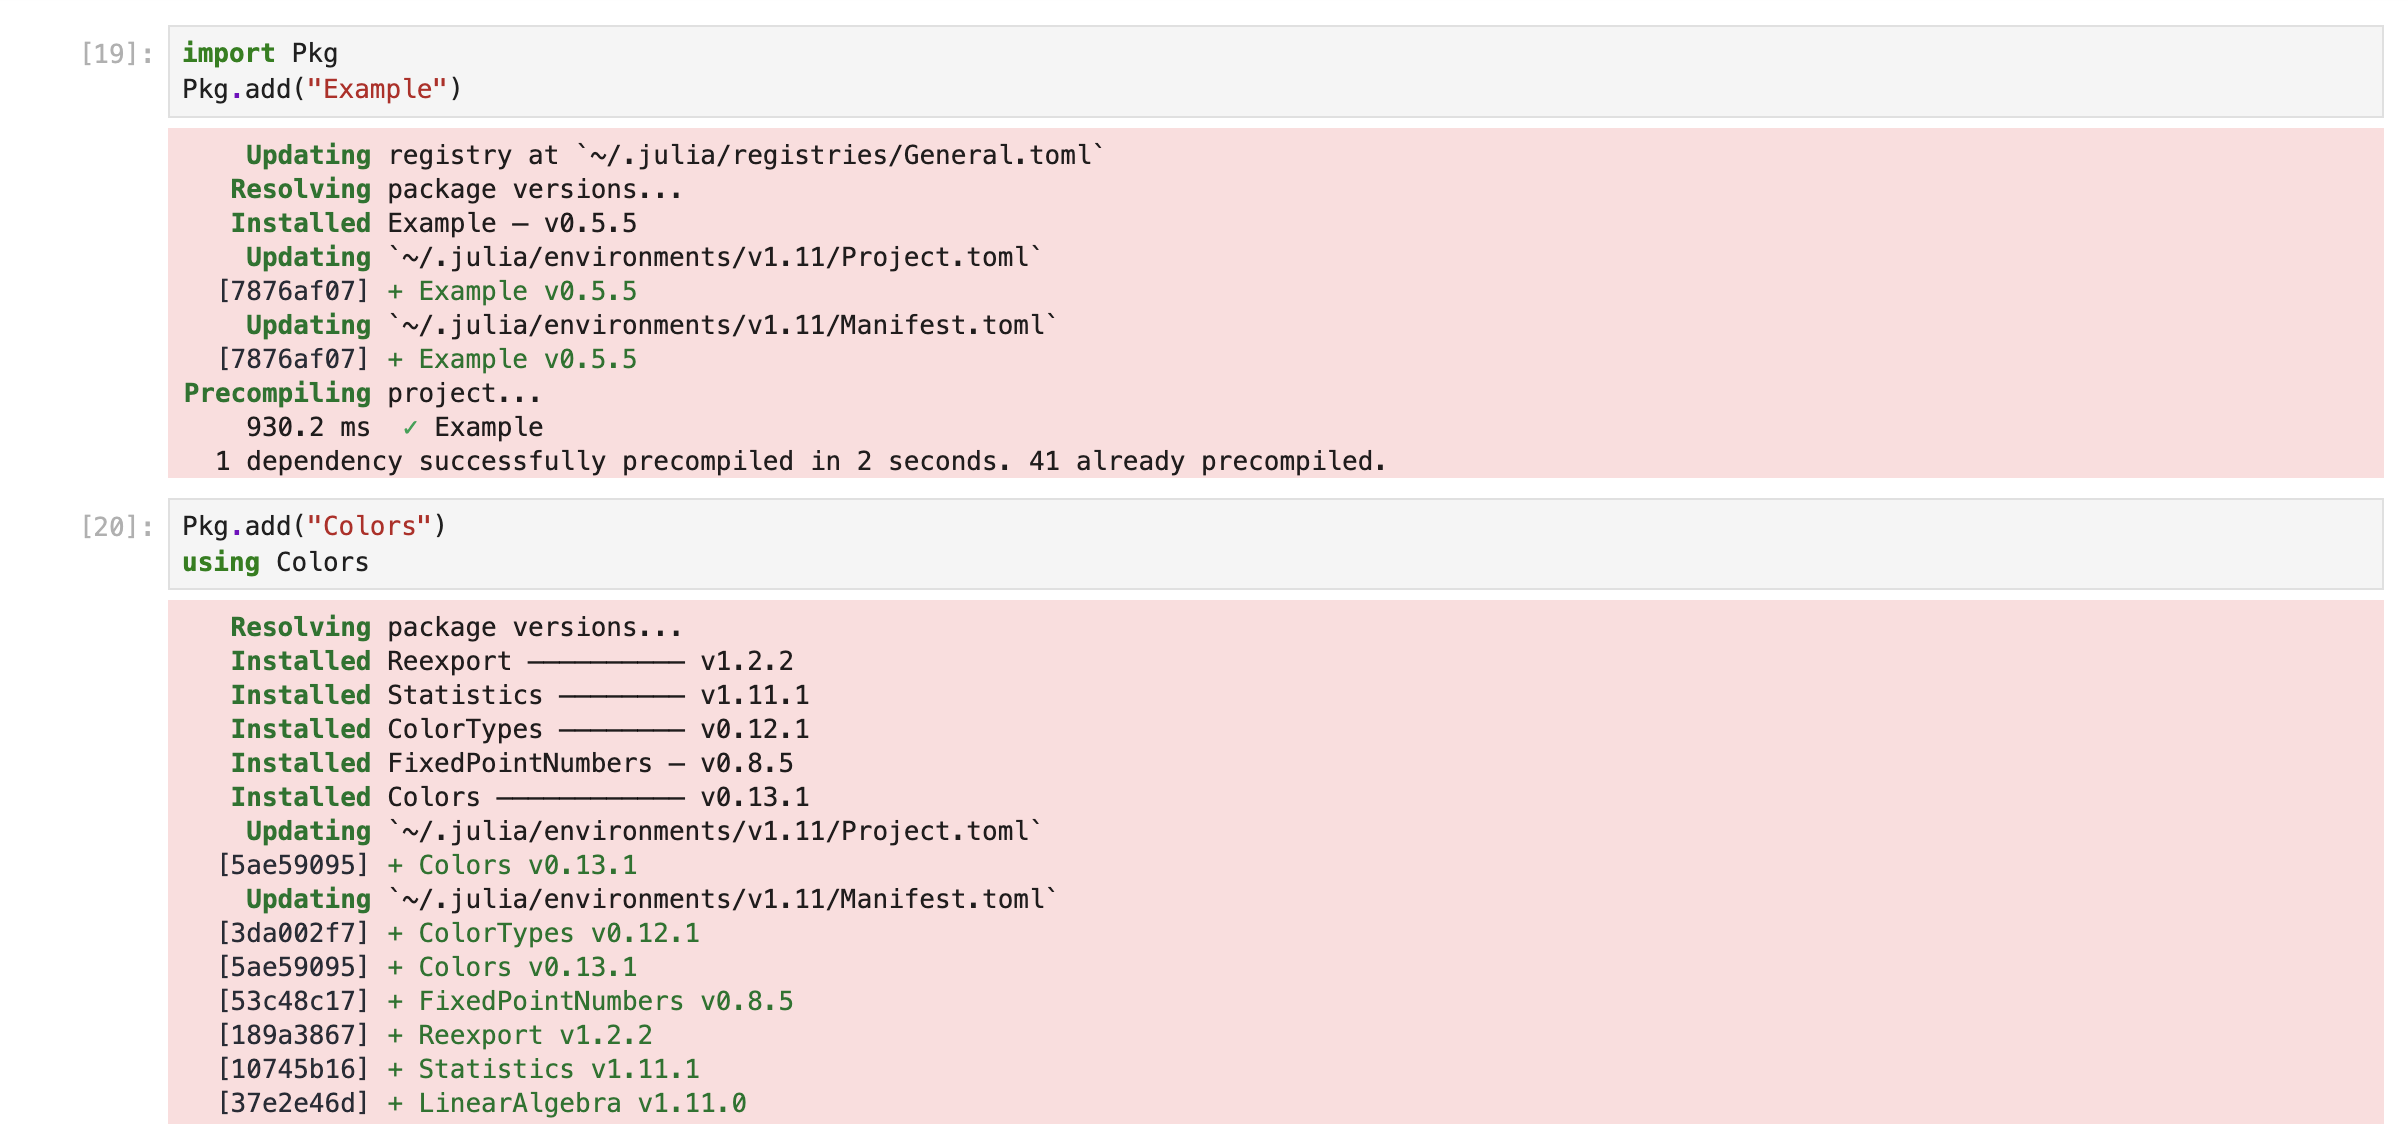 [19]: import Pkg
Pkg.add("Example")
Updating registry at `~/.julia/registries/General.toml`
Resolving package versions...
Installed Example ─ v0.5.5
Updating `~/.julia/environments/v1.11/Project.toml`
[7876af07] + Example v0.5.5
Updating `~/.julia/environments/v1.11/Manifest.toml`
[7876af07] + Example v0.5.5
Precompiling project...
930.2 ms ✓ Example
1 dependency successfully precompiled in 2 seconds. 41 already precompiled.
[20]: Pkg.add("Colors")
using Colors
Resolving package versions...
Installed Reexport ────────── v1.2.2
Installed Statistics ──────── v1.11.1
Installed ColorTypes ──────── v0.12.1
Installed FixedPointNumbers ─ v0.8.5
Installed Colors ──────────── v0.13.1
Updating `~/.julia/environments/v1.11/Project.toml`
[5ae59095] + Colors v0.13.1
Updating `~/.julia/environments/v1.11/Manifest.toml`
[3da002f7] + ColorTypes v0.12.1
[5ae59095] + Colors v0.13.1
[53c48c17] + FixedPointNumbers v0.8.5
[189a3867] + Reexport v1.2.2
[10745b16] + Statistics v1.11.1
[37e2e46d] + LinearAlgebra v1.11.0